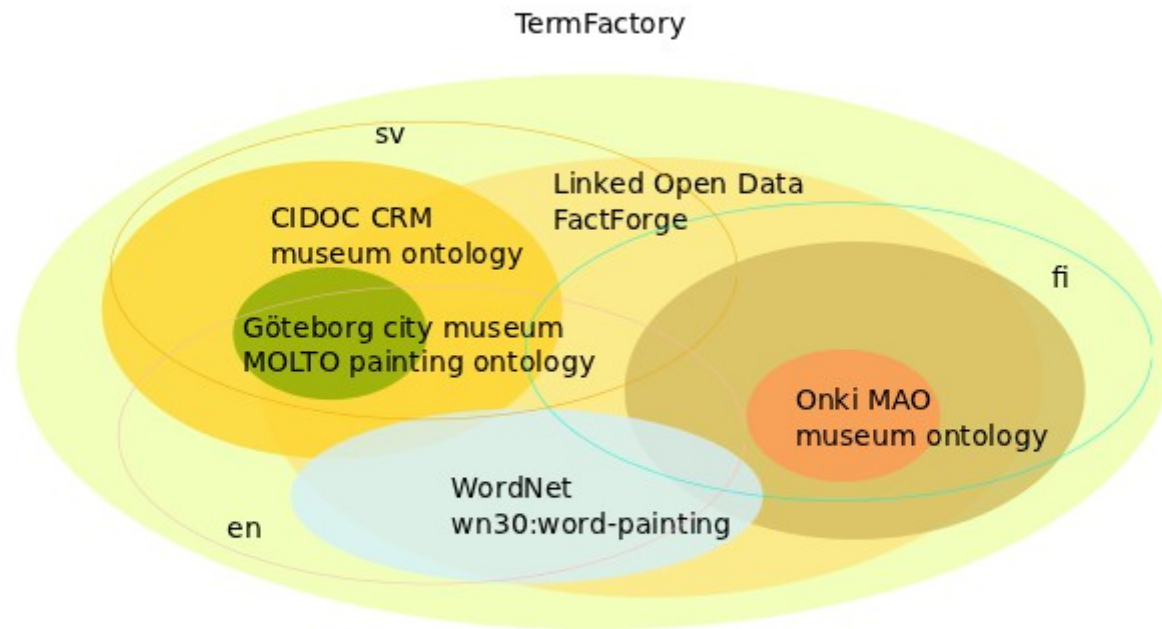 TermFactory
sv
Linked Open Data
FactForge
CIDOC CRM
museum ontology
fi
Göteborg city museum
MOLTO painting ontology
Onki MAO
museum ontology
WordNet
wn30:word-painting
en